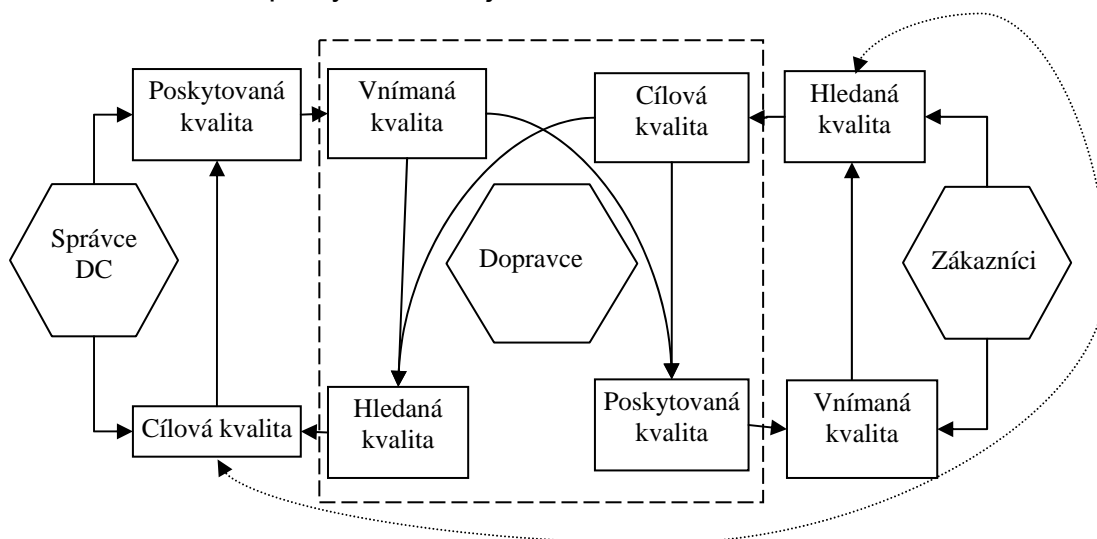 Poskytovaná
kvalita
Vnímaná
kvalita
Cílová
kvalita
Hledaná
kvalita
Správce
DC
Dopravce
Zákazníci
Cílová kvalita
Hledaná
kvalita
Poskytovaná
kvalita
Vnímaná
kvalita